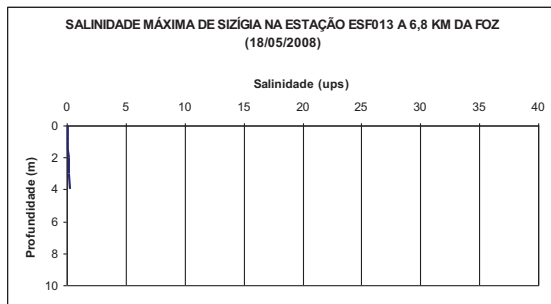 SALINIDADE MÁXIMA DE SIZÍGIA NA ESTAÇÃO ESF013 A 6,8 KM DA FOZ
(18/05/2008)
Salinidade (ups)
0 5 10 15 20 25 30 35 40
Profundidade (m)
0
2
4
6
8
10